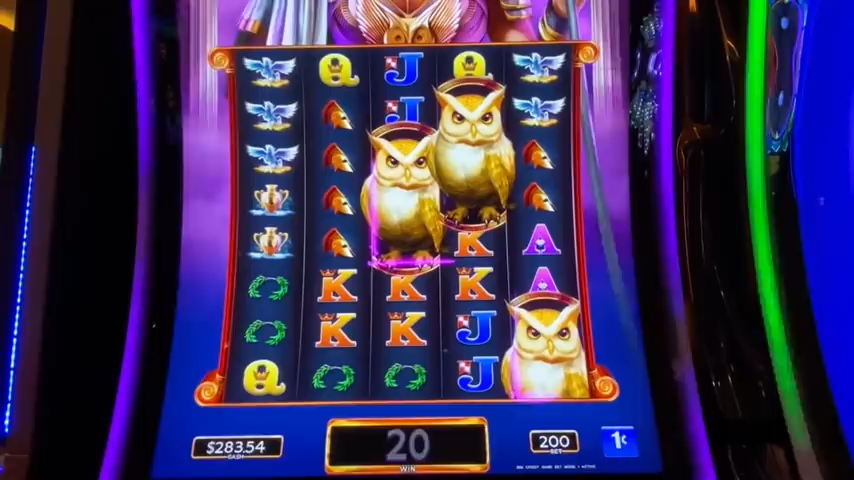 Q J Q
J
K
K K K A
K K J A
Q J
$283.54 20 200 1¢
CASH WIN BET